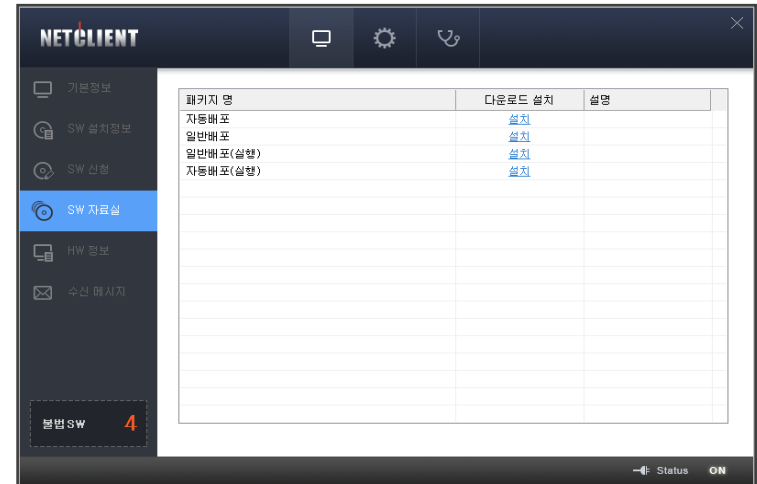 NETCLIENT
기본정보
SW 설치정보
SW 신청
SW 자료실
HW 정보
수신 메시지
불법SW 4
패키지 명 다운로드 설치 설명
자동배포 설치
일반배포 설치
일반배포(실행) 설치
자동배포(실행) 설치
Status ON